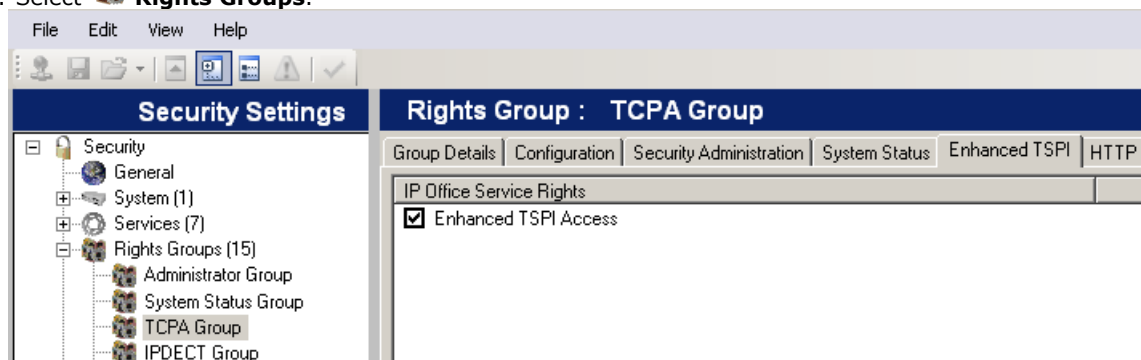 . Select Rights Groups.
File Edit View Help
Security Settings
Rights Group : TCPA Group
Security
General
System (1)
Services (7)
Rights Groups (15)
Administrator Group
System Status Group
TCPA Group
IPDECT Group
Group Details Configuration Security Administration System Status Enhanced TSPI HTTP
IP Office Service Rights
Enhanced TSPI Access